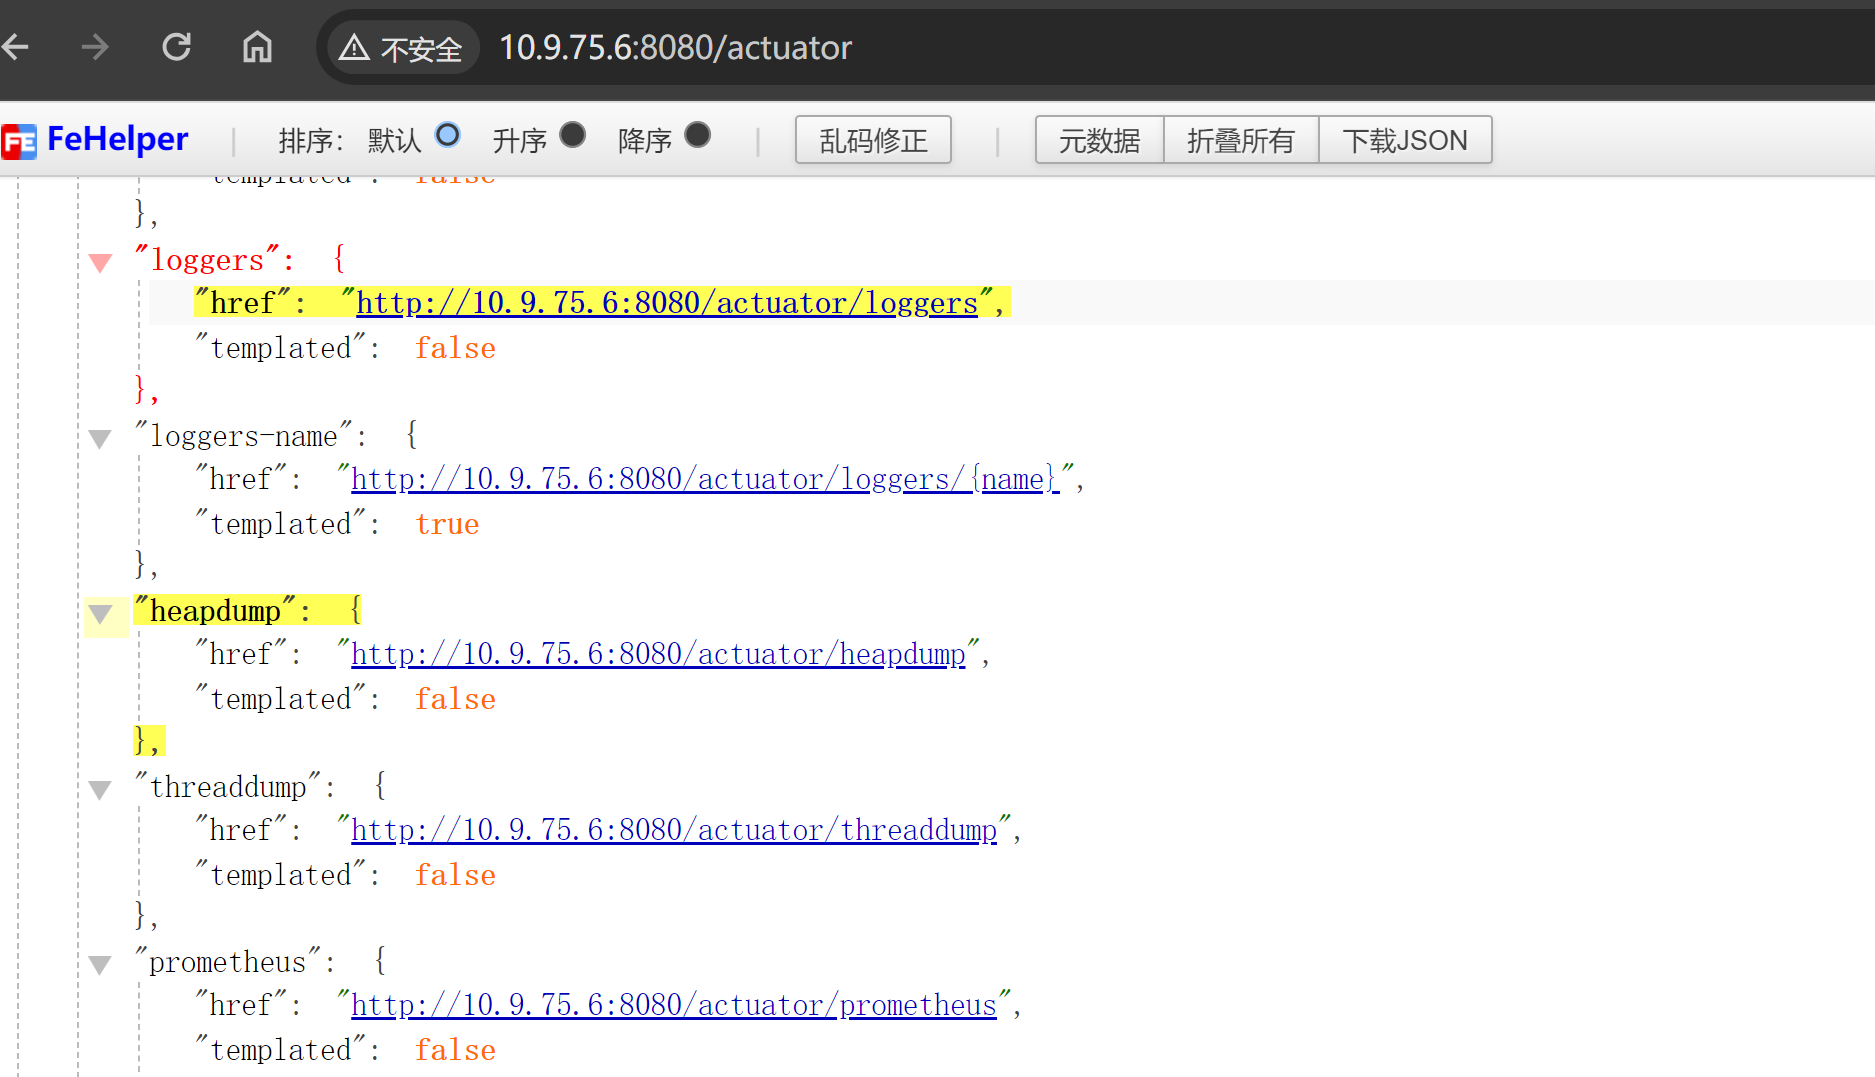 不安全 10.9.75.6:8080/actuator
FeHelper | 排序: 默认 升序 降序 | 乱码修正 | 元数据 折叠所有 下载JSON
"templated": false
},
"loggers": {
"href": "http://10.9.75.6:8080/actuator/loggers",
"templated": false
},
"loggers-name": {
"href": "http://10.9.75.6:8080/actuator/loggers/{name}",
"templated": true
},
"heapdump": {
"href": "http://10.9.75.6:8080/actuator/heapdump",
"templated": false
},
"threaddump": {
"href": "http://10.9.75.6:8080/actuator/threaddump",
"templated": false
},
"prometheus": {
"href": "http://10.9.75.6:8080/actuator/prometheus",
"templated": false